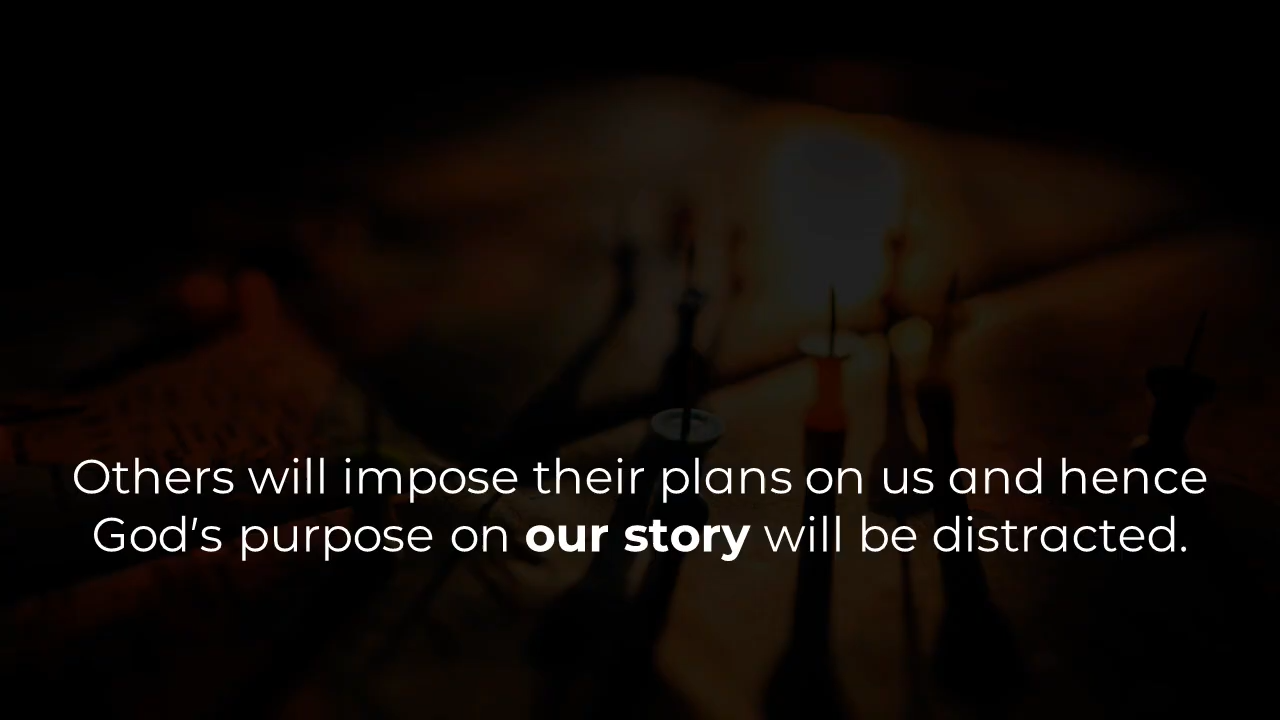 Others will impose their plans on us and hence
God's purpose on our story will be distracted.